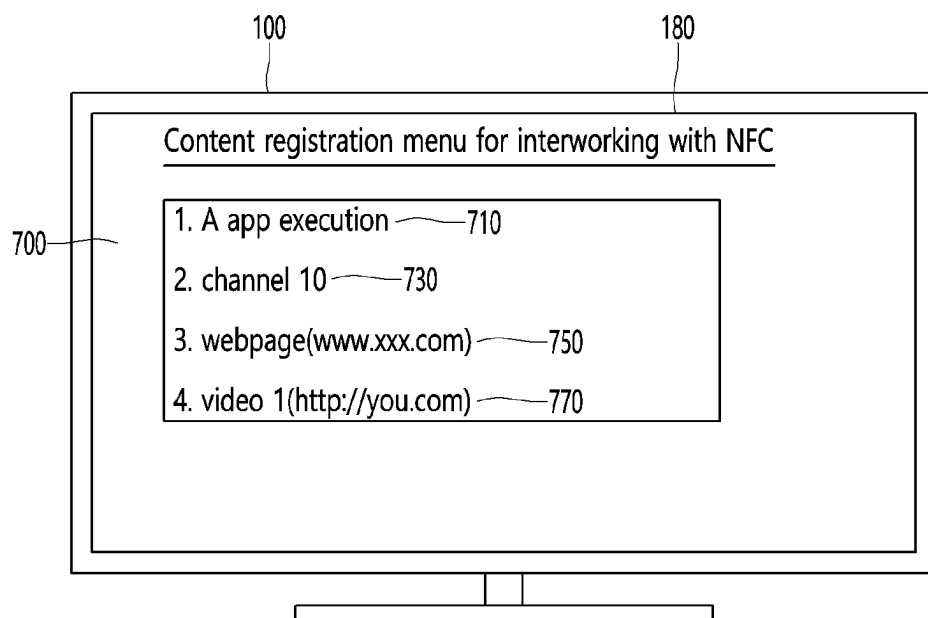 100 180
Content registration menu for interworking with NFC
1. A app execution 710
700
2. channel 10 730
3. webpage(www.xxx.com) 750
4. video 1(http://you.com) 770